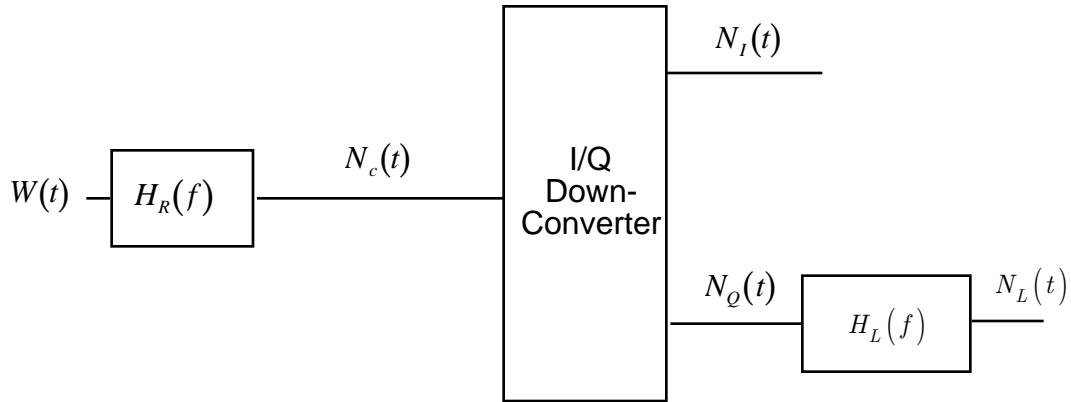 N_I(t)
W(t)
H_R(f)
N_c(t)
I/Q
Down-
Converter
N_Q(t)
H_L(f)
N_L(t)